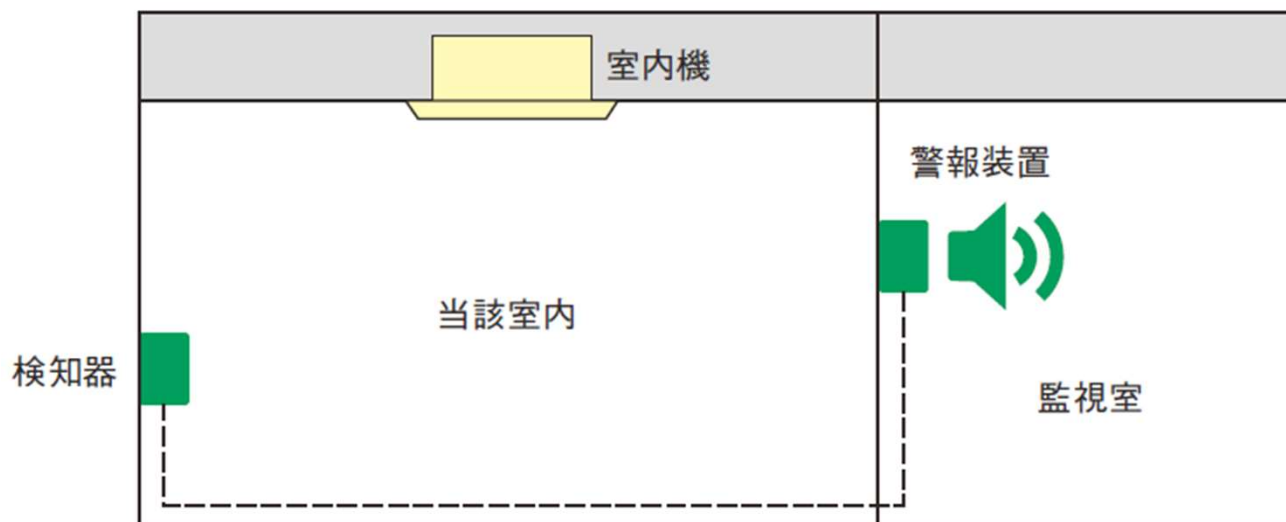 室内機
警報装置
当該室内
検知器
監視室